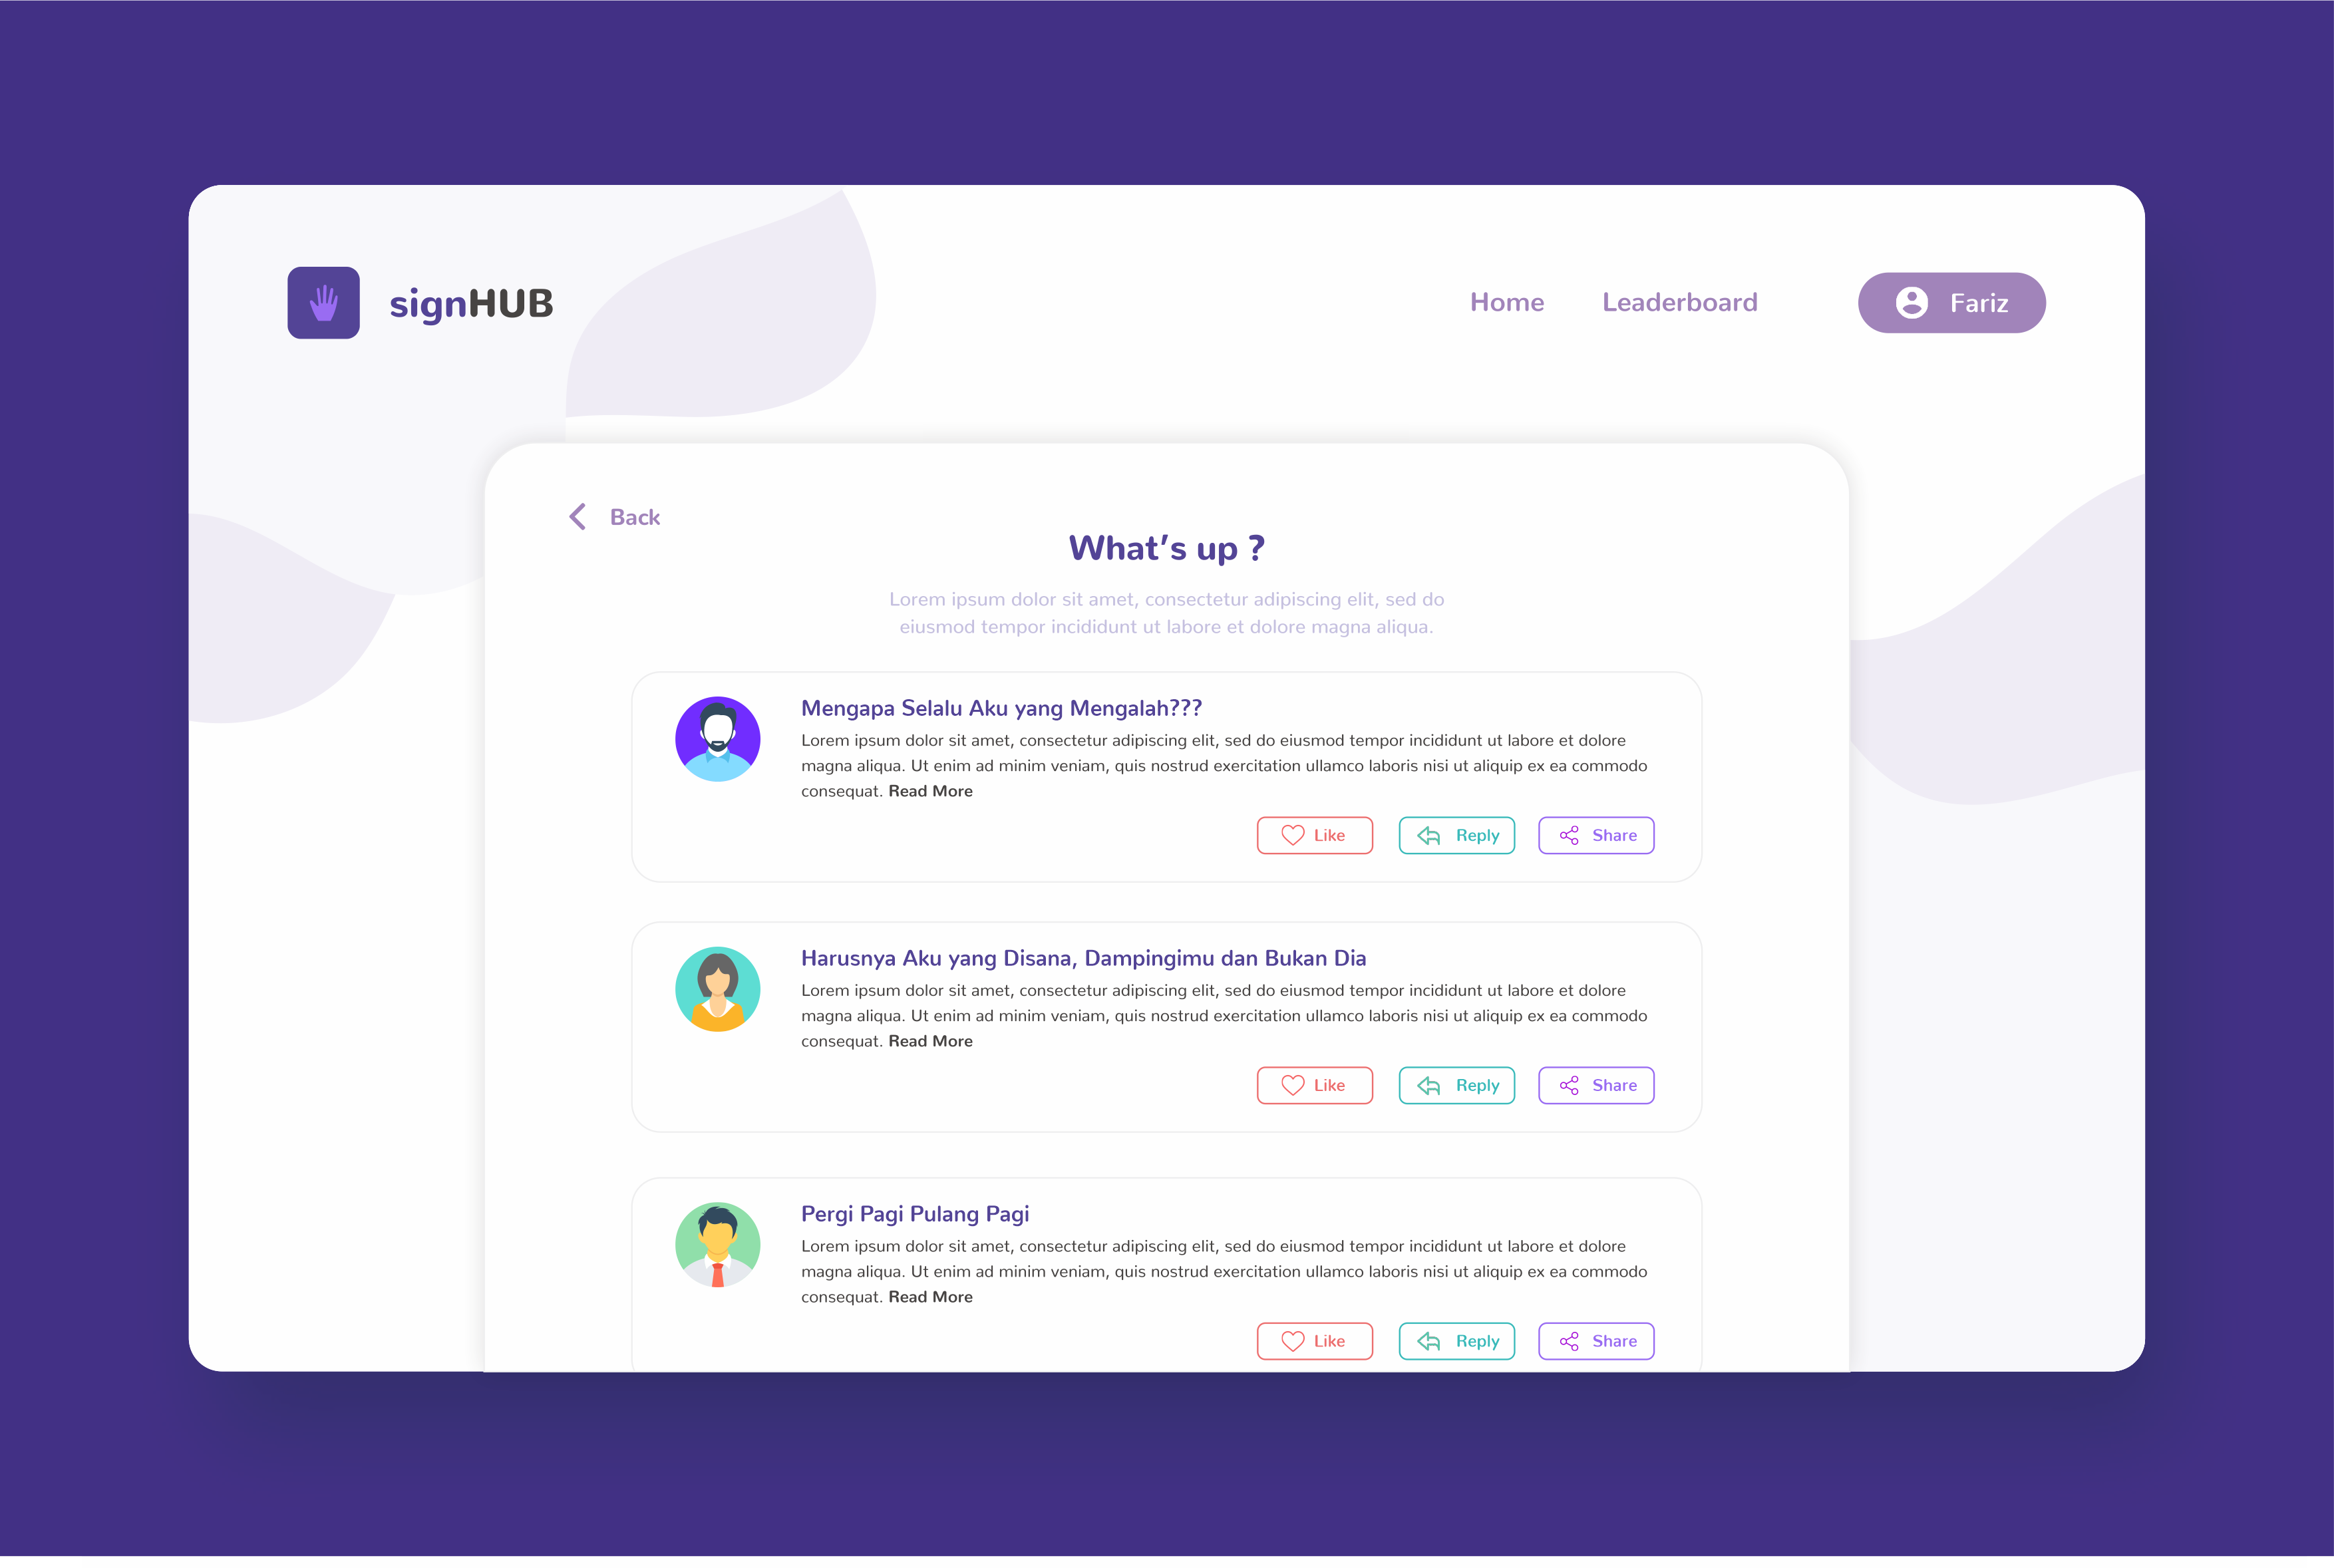 signHUB
Home
Leaderboard
Fariz
Back
What's up ?
Lorem ipsum dolor sit amet, consectetur adipiscing elit, sed do
eiusmod tempor incididunt ut labore et dolore magna aliqua.
Mengapa Selalu Aku yang Mengalah???
Lorem ipsum dolor sit amet, consectetur adipiscing elit, sed do eiusmod tempor incididunt ut labore et dolore
magna aliqua. Ut enim ad minim veniam, quis nostrud exercitation ullamco laboris nisi ut aliquip ex ea commodo
consequat. Read More
Like
Reply
Share
Harusnya Aku yang Disana, Dampingimu dan Bukan Dia
Lorem ipsum dolor sit amet, consectetur adipiscing elit, sed do eiusmod tempor incididunt ut labore et dolore
magna aliqua. Ut enim ad minim veniam, quis nostrud exercitation ullamco laboris nisi ut aliquip ex ea commodo
consequat. Read More
Like
Reply
Share
Pergi Pagi Pulang Pagi
Lorem ipsum dolor sit amet, consectetur adipiscing elit, sed do eiusmod tempor incididunt ut labore et dolore
magna aliqua. Ut enim ad minim veniam, quis nostrud exercitation ullamco laboris nisi ut aliquip ex ea commodo
consequat. Read More
Like
Reply
Share